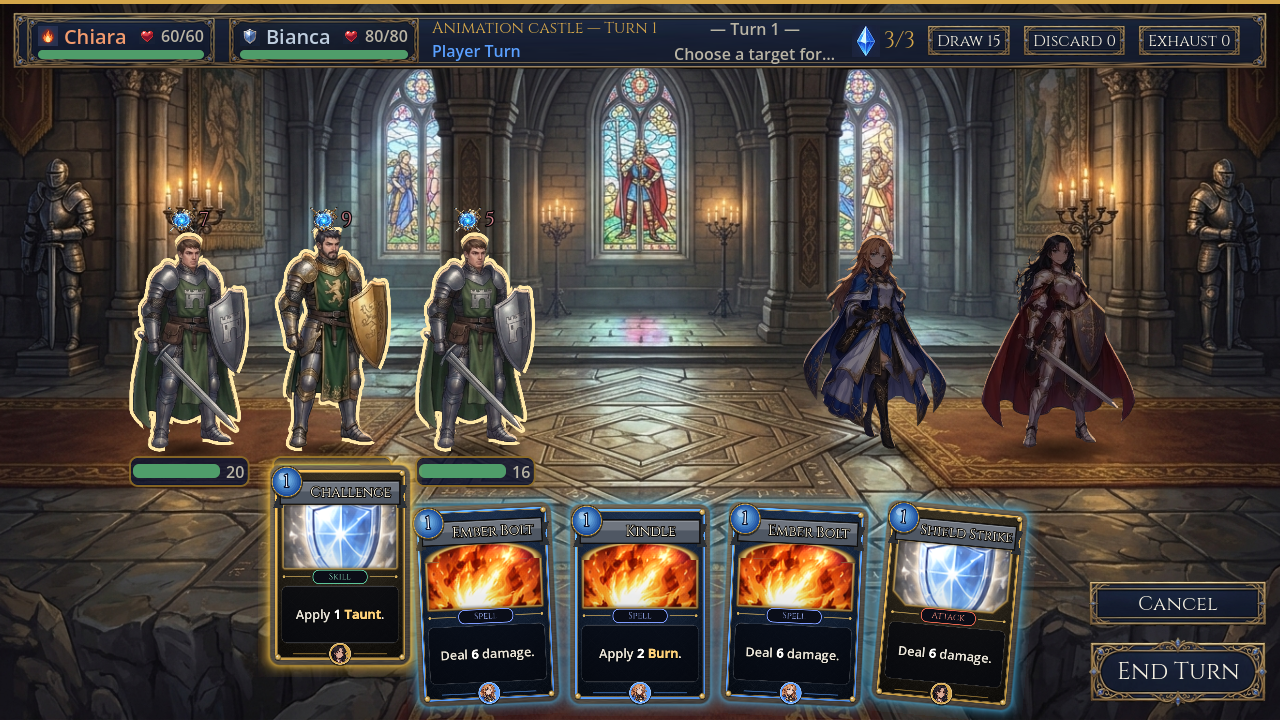 Chiara 60/60
Bianca 80/80
Animation castle — Turn 1
Player Turn
— Turn 1 —
Choose a target for...
3/3
Draw 15
Discard 0
Exhaust 0
7
9
5
20
16
1
Challenge
Skill
Apply 1 Taunt.
1
Ember Bolt
Spell
Deal 6 damage.
1
Kindle
Spell
Apply 2 Burn.
1
Ember Bolt
Spell
Deal 6 damage.
1
Shield Strike
Attack
Deal 6 damage.
Cancel
End Turn